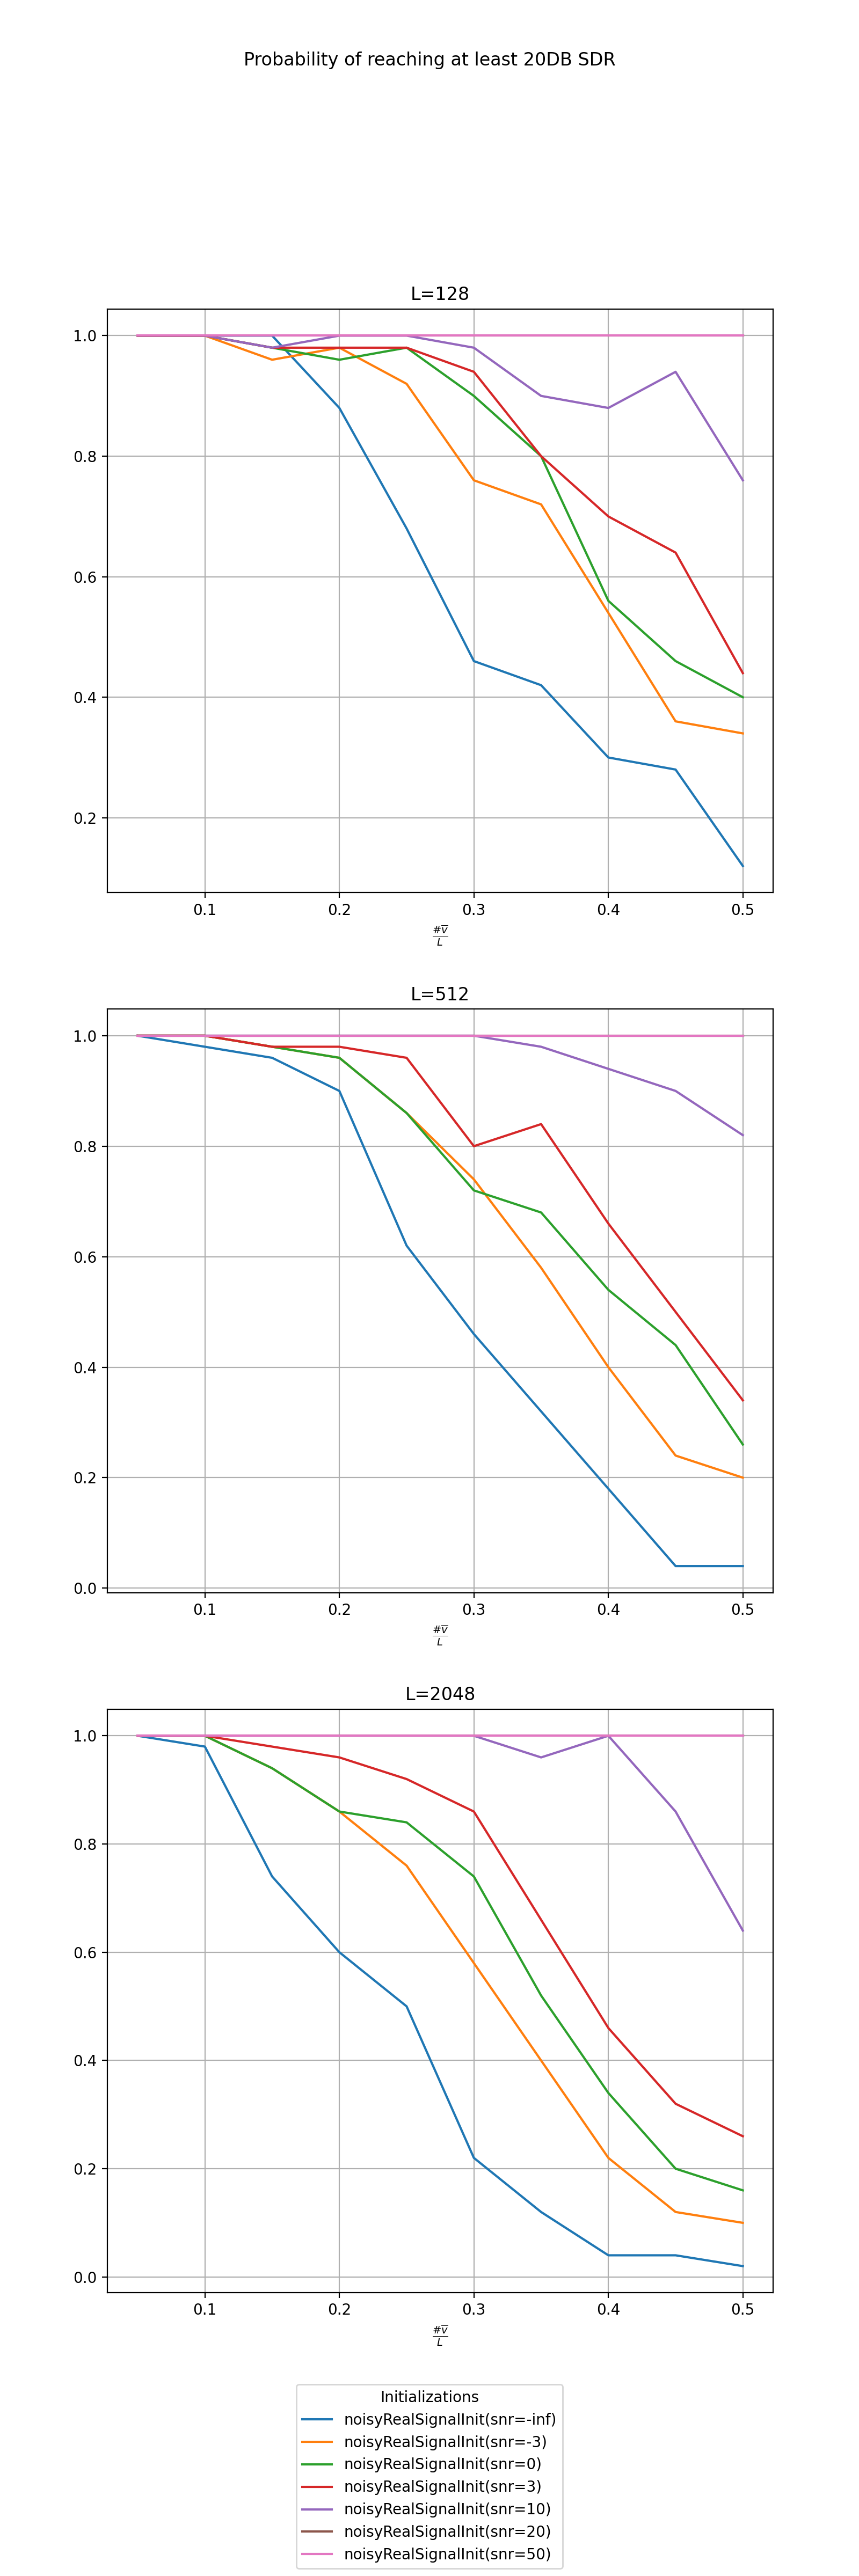 Probability of reaching at least 20DB SDR
L=128
1.0
0.8
0.6
0.4
0.2
0.1 0.2 0.3 0.4 0.5
#v̅
L
L=512
1.0
0.8
0.6
0.4
0.2
0.0
0.1 0.2 0.3 0.4 0.5
#v̅
L
L=2048
1.0
0.8
0.6
0.4
0.2
0.0
0.1 0.2 0.3 0.4 0.5
#v̅
L
Initializations
noisyRealSignalInit(snr=-inf)
noisyRealSignalInit(snr=-3)
noisyRealSignalInit(snr=0)
noisyRealSignalInit(snr=3)
noisyRealSignalInit(snr=10)
noisyRealSignalInit(snr=20)
noisyRealSignalInit(snr=50)